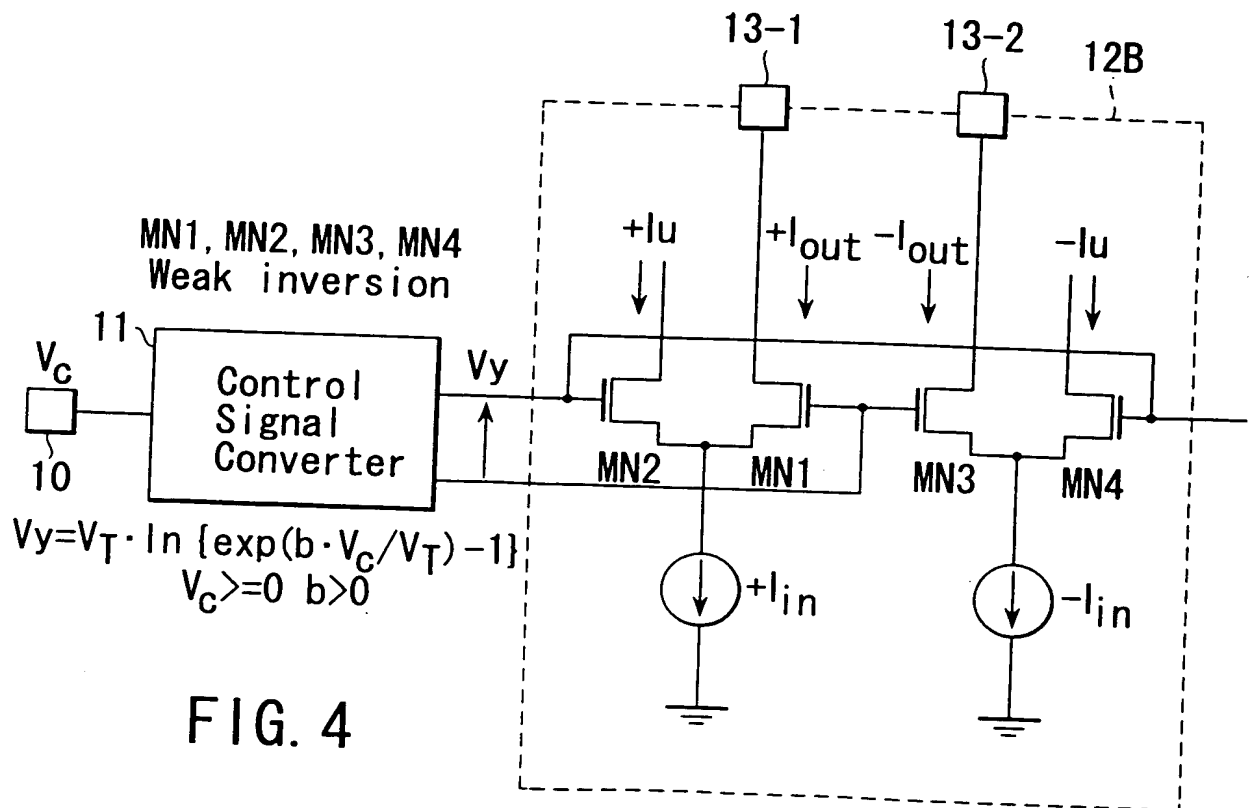 13-1
13-2
12B
MN1, MN2, MN3, MN4
Weak inversion
+Iu
+Iout
-Iout
-Iu
11
Vc
Vy
Control
Signal
Converter
10
MN2
MN1
MN3
MN4
Vy=VT·ln {exp(b·Vc/VT)-1}
Vc>=0 b>0
+Iin
-Iin
FIG. 4